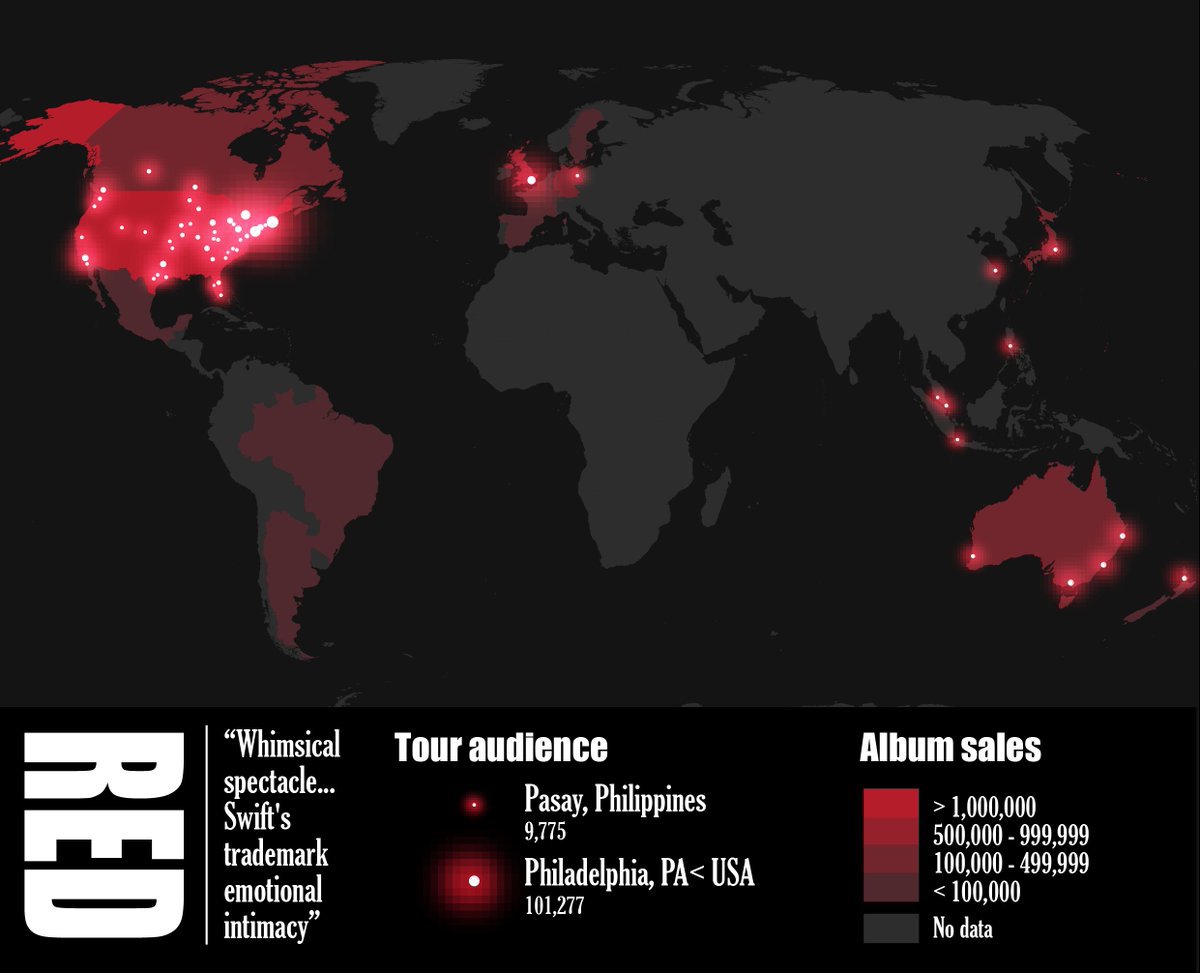 RED
“Whimsical
spectacle...
Swift's
trademark
emotional
intimacy”
Tour audience
Pasay, Philippines
9,775
Philadelphia, PA< USA
101,277
Album sales
> 1,000,000
500,000 - 999,999
100,000 - 499,999
< 100,000
No data